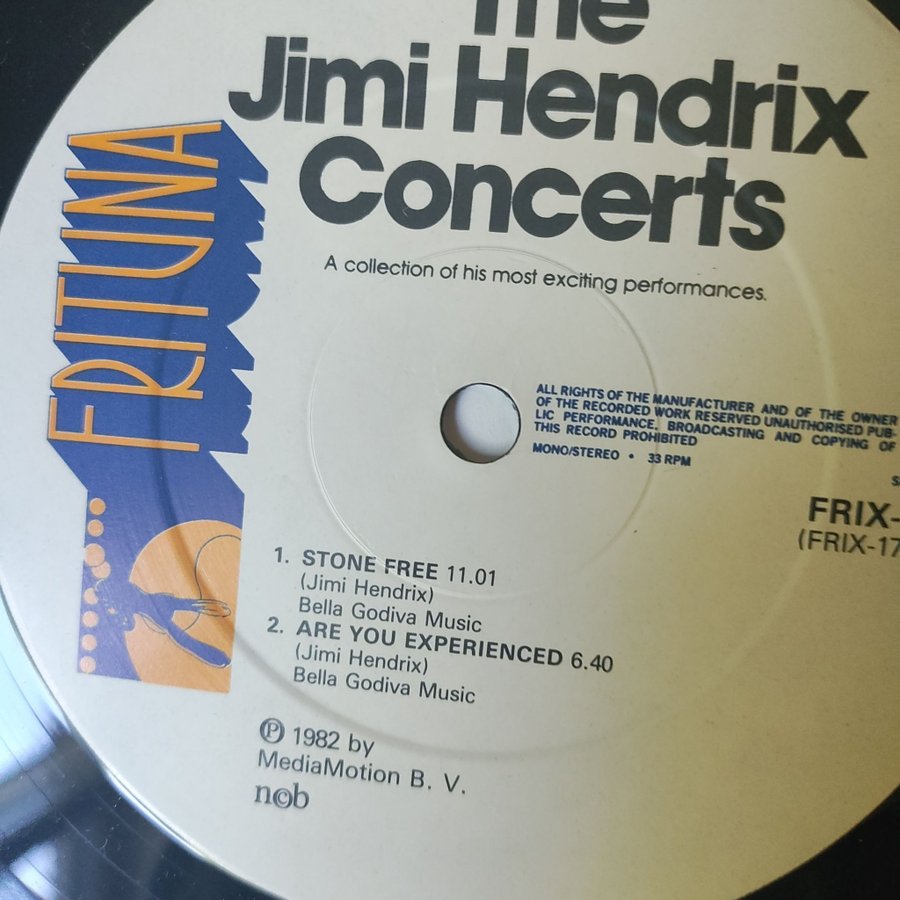 The
Jimi Hendrix
Concerts
A collection of his most exciting performances.
FRITUNA
ALL RIGHTS OF THE MANUFACTURER AND OF THE OWNER
OF THE RECORDED WORK RESERVED UNAUTHORISED PUB-
LIC PERFORMANCE, BROADCASTING AND COPYING OF
THIS RECORD PROHIBITED
MONO/STEREO • 33 RPM
FRIX-
(FRIX-17
1. STONE FREE 11.01
(Jimi Hendrix)
Bella Godiva Music
2. ARE YOU EXPERIENCED 6.40
(Jimi Hendrix)
Bella Godiva Music
℗ 1982 by
MediaMotion B. V.
n©b